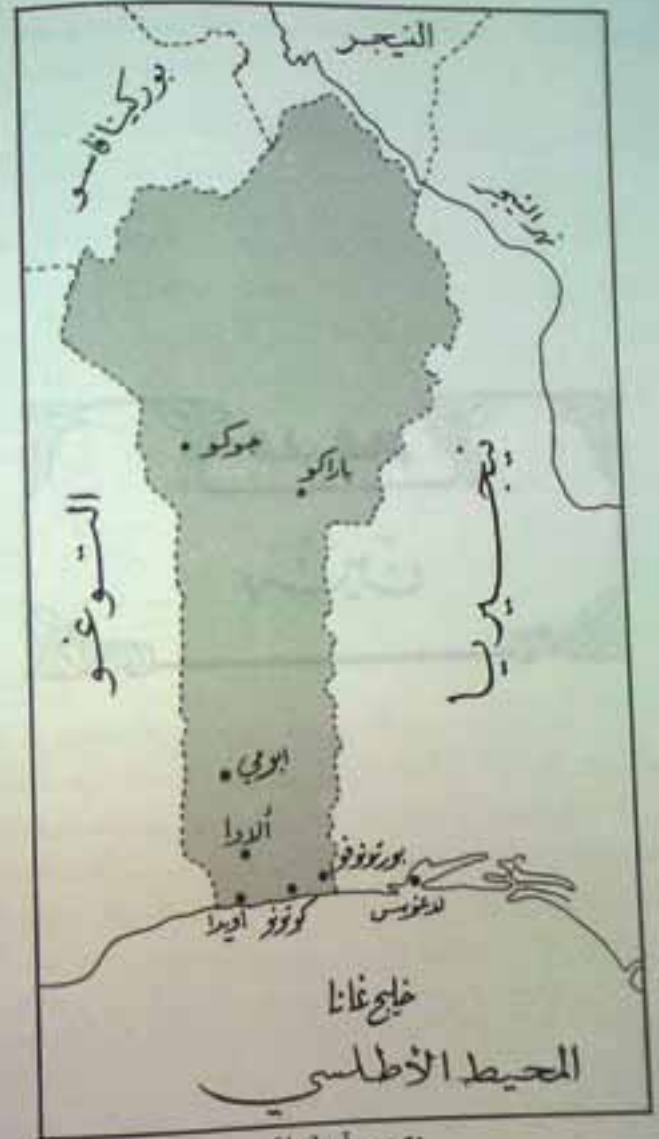 النيجر
بوركينا فاسو
نهر النيجر
جوكو
باراكو
التوغو
نيجيريا
ابومي
ألادا
بورتونوفو
أويدا
كوتونو
لاغوس
خليج غانا
المحيط الأطلسي